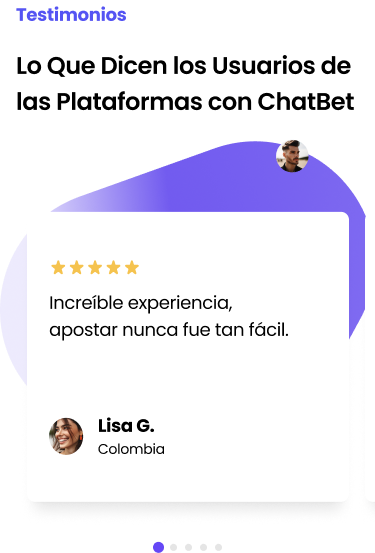 Testimonios
Lo Que Dicen los Usuarios de
las Plataformas con ChatBet
Increíble experiencia,
apostar nunca fue tan fácil.
Lisa G.
Colombia